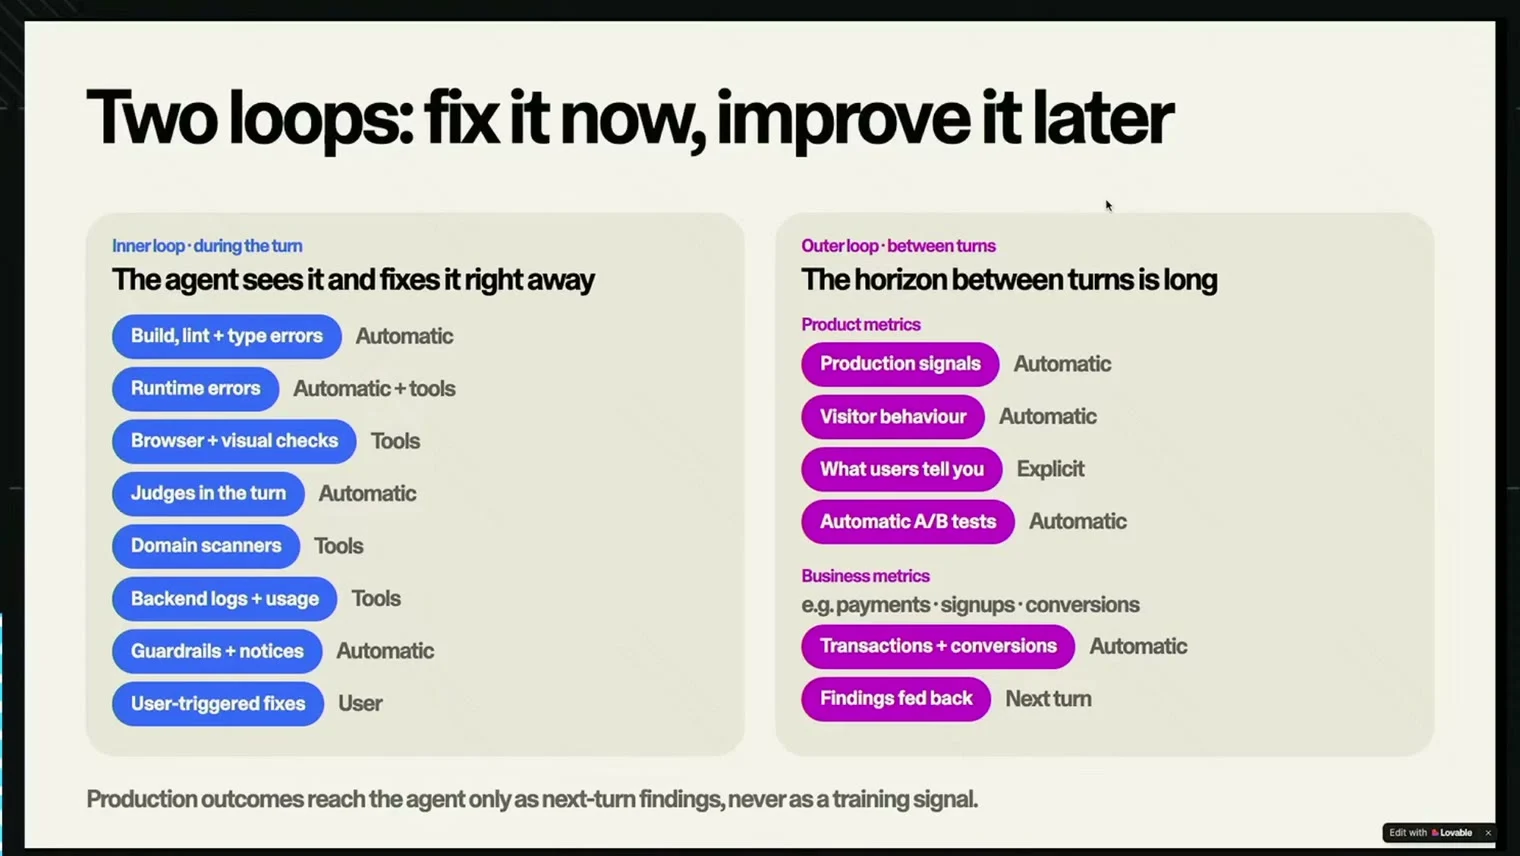 Two loops: fix it now, improve it later
Inner loop · during the turn
The agent sees it and fixes it right away
Build, lint + type errors Automatic
Runtime errors Automatic + tools
Browser + visual checks Tools
Judges in the turn Automatic
Domain scanners Tools
Backend logs + usage Tools
Guardrails + notices Automatic
User-triggered fixes User
Outer loop · between turns
The horizon between turns is long
Product metrics
Production signals Automatic
Visitor behaviour Automatic
What users tell you Explicit
Automatic A/B tests Automatic
Business metrics
e.g. payments · signups · conversions
Transactions + conversions Automatic
Findings fed back Next turn
Production outcomes reach the agent only as next-turn findings, never as a training signal.
Edit with Lovable ×